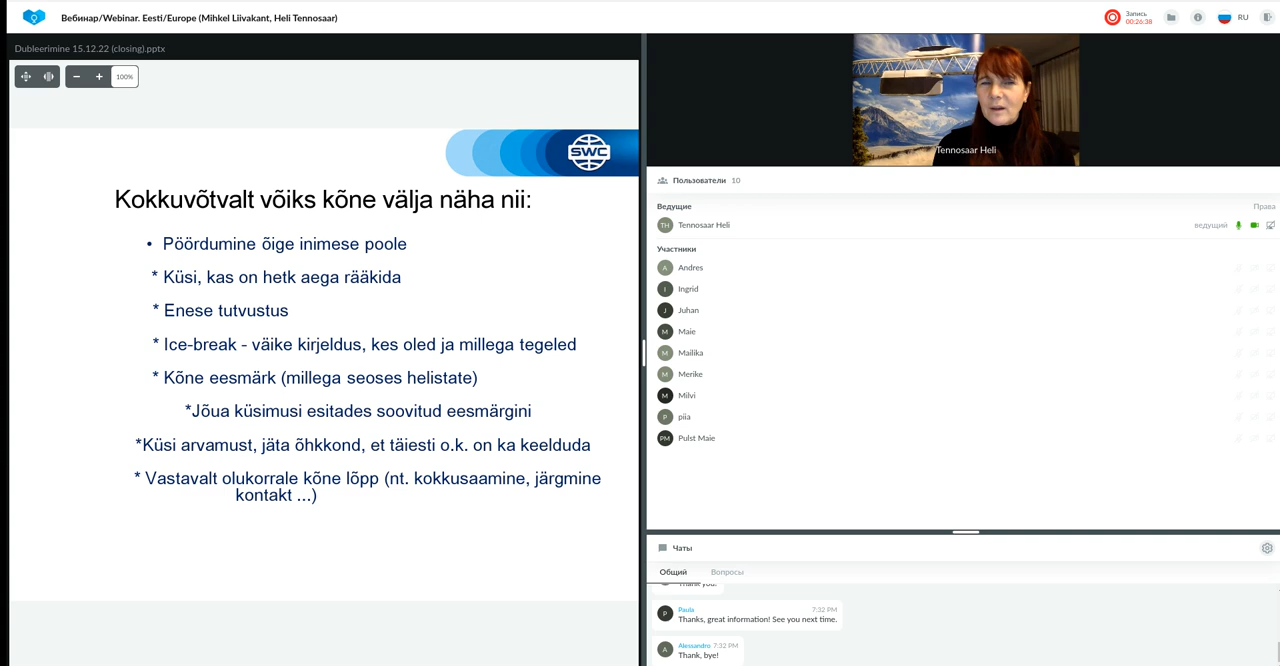 Вебинар/Webinar. Eesti/Europe (Mihkel Liivakant, Heli Tennosaar)
Запись
00:26:38
RU
Dubleerimine 15.12.22 (closing).pptx
100%
SWC
Kokkuvõtvalt võiks kõne välja näha nii:
• Pöördumine õige inimese poole
* Küsi, kas on hetk aega rääkida
* Enese tutvustus
* Ice-break - väike kirjeldus, kes oled ja millega tegeled
* Kõne eesmärk (millega seoses helistate)
*Jõua küsimusi esitades soovitud eesmärgini
*Küsi arvamust, jäta õhkkond, et täiesti o.k. on ka keelduda
* Vastavalt olukorrale kõne lõpp (nt. kokkusaamine, järgmine
kontakt ...)
Tennosaar Heli
Пользователи 10
Ведущие Права
TH Tennosaar Heli ведущий
Участники
A Andres
I Ingrid
J Juhan
M Maie
M Mailika
M Merike
M Milvi
P piia
PM Pulst Maie
Чаты
Общий Вопросы
Thank you!
Paula 7:32 PM
P Thanks, great information! See you next time.
Alessandro 7:32 PM
A Thank, bye!